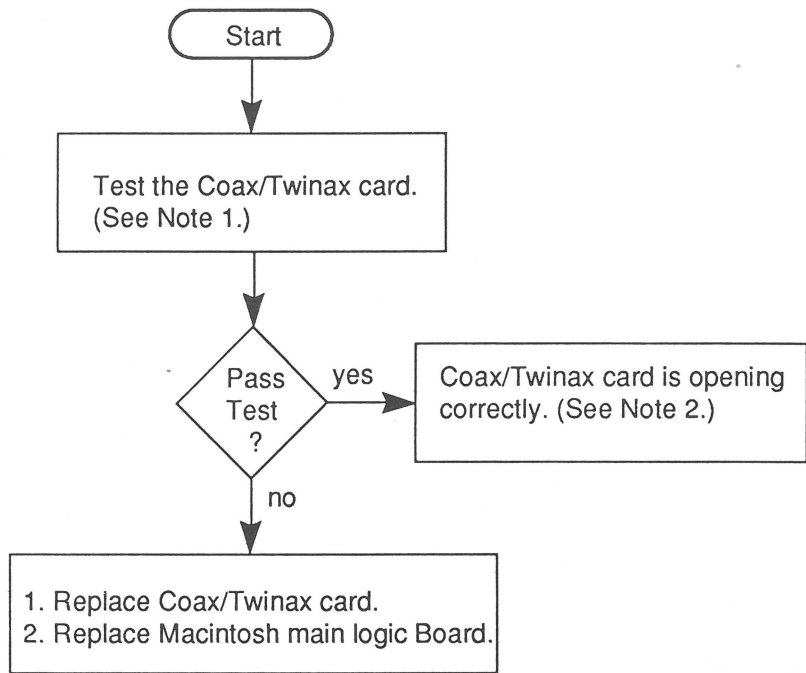 Start
Test the Coax/Twinax card.
(See Note 1.)
Pass
Test
?
yes
Coax/Twinax card is opening
correctly. (See Note 2.)
no
1. Replace Coax/Twinax card.
2. Replace Macintosh main logic Board.